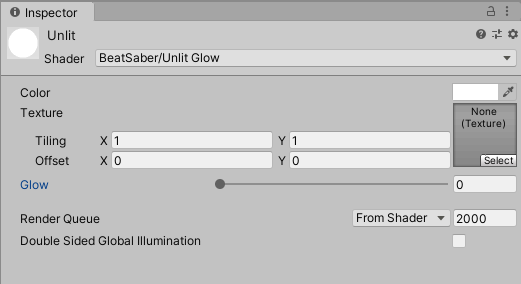 Inspector
Unlit
Shader BeatSaber/Unlit Glow
Color
Texture
None
(Texture)
Tiling X 1 Y 1
Offset X 0 Y 0
Select
Glow 0
Render Queue From Shader 2000
Double Sided Global Illumination